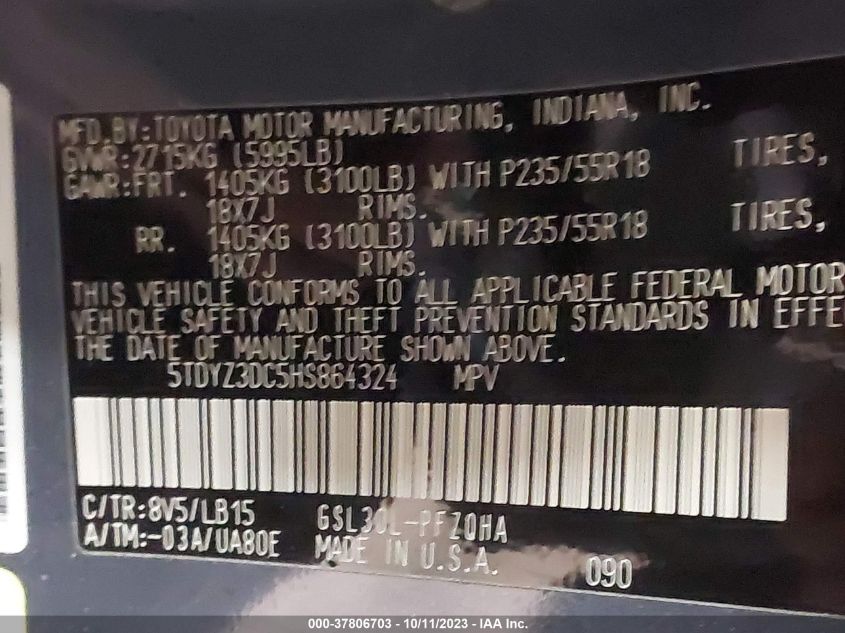 MFD. BY: TOYOTA MOTOR MANUFACTURING, INDIANA, INC.
GVWR: 2715KG (5995LB)
GAWR: FRT. 1405KG (3100LB) WITH P235/55R18 TIRES,
18X7J RIMS.
RR. 1405KG (3100LB) WITH P235/55R18 TIRES,
18X7J RIMS.
THIS VEHICLE CONFORMS TO ALL APPLICABLE FEDERAL MOTOR
VEHICLE SAFETY AND THEFT PREVENTION STANDARDS IN EFFE
THE DATE OF MANUFACTURE SHOWN ABOVE.
5TDYZ3DC5HS864324 MPV
C/TR: 8V5/LB15 GSL30L-PFZQHA
A/TM: -03A/UA80E MADE IN U.S.A. 090
000-37806703 - 10/11/2023 - IAA Inc.